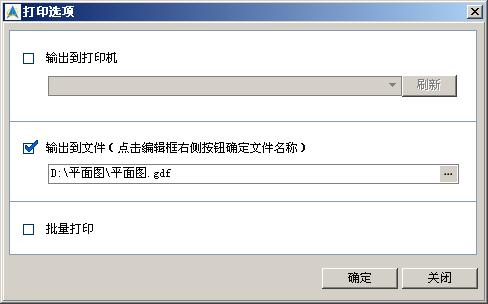 打印选项
输出到打印机
刷新
输出到文件(点击编辑框右侧按钮确定文件名称)
D:\平面图\平面图.gdf
...
批量打印
确定
关闭